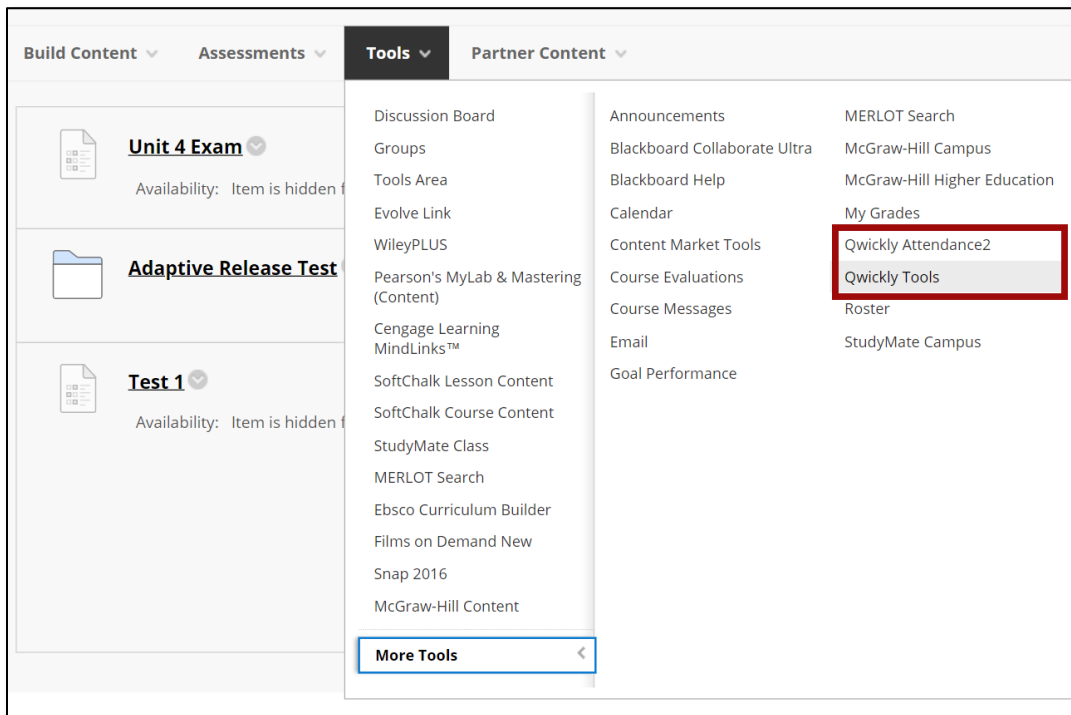 Build Content
Assessments
Tools
Partner Content
Unit 4 Exam
Availability: Item is hidden f
Adaptive Release Test
Test 1
Availability: Item is hidden f
Discussion Board
Groups
Tools Area
Evolve Link
WileyPLUS
Pearson's MyLab & Mastering
(Content)
Cengage Learning
MindLinks™
SoftChalk Lesson Content
SoftChalk Course Content
StudyMate Class
MERLOT Search
Ebsco Curriculum Builder
Films on Demand New
Snap 2016
McGraw-Hill Content
More Tools
Announcements
Blackboard Collaborate Ultra
Blackboard Help
Calendar
Content Market Tools
Course Evaluations
Course Messages
Email
Goal Performance
MERLOT Search
McGraw-Hill Campus
McGraw-Hill Higher Education
My Grades
Qwickly Attendance2
Qwickly Tools
Roster
StudyMate Campus